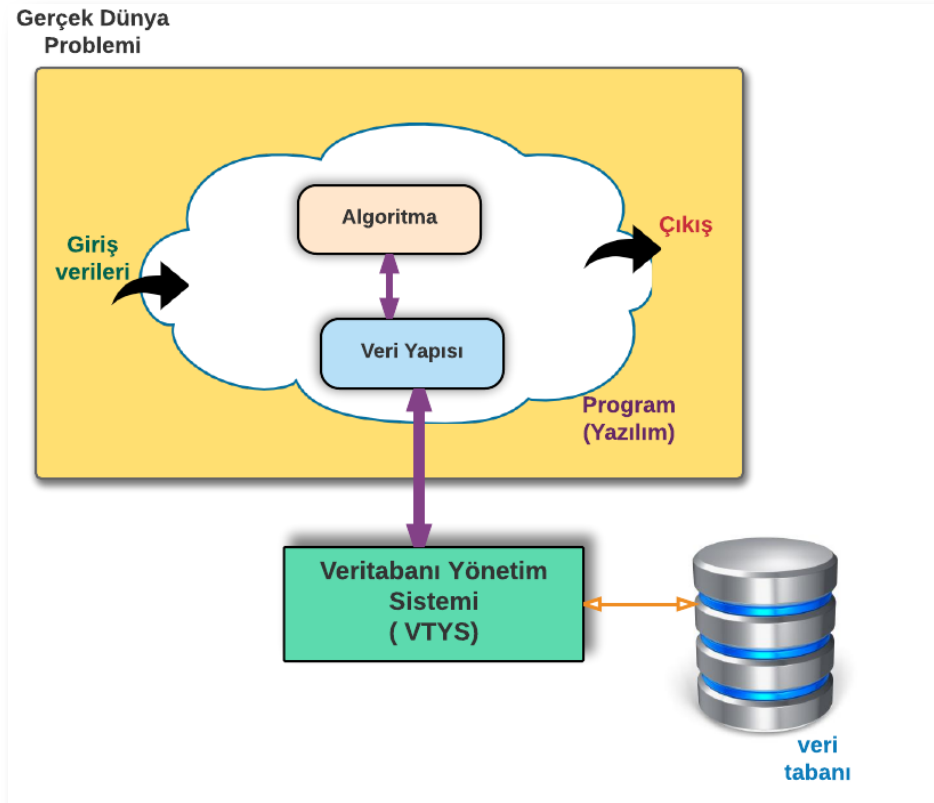 Gerçek Dünya
Problemi
Algoritma
Giriş
verileri
Çıkış
Veri Yapısı
Program
(Yazılım)
Veritabanı Yönetim
Sistemi
( VTYS)
veri
tabanı